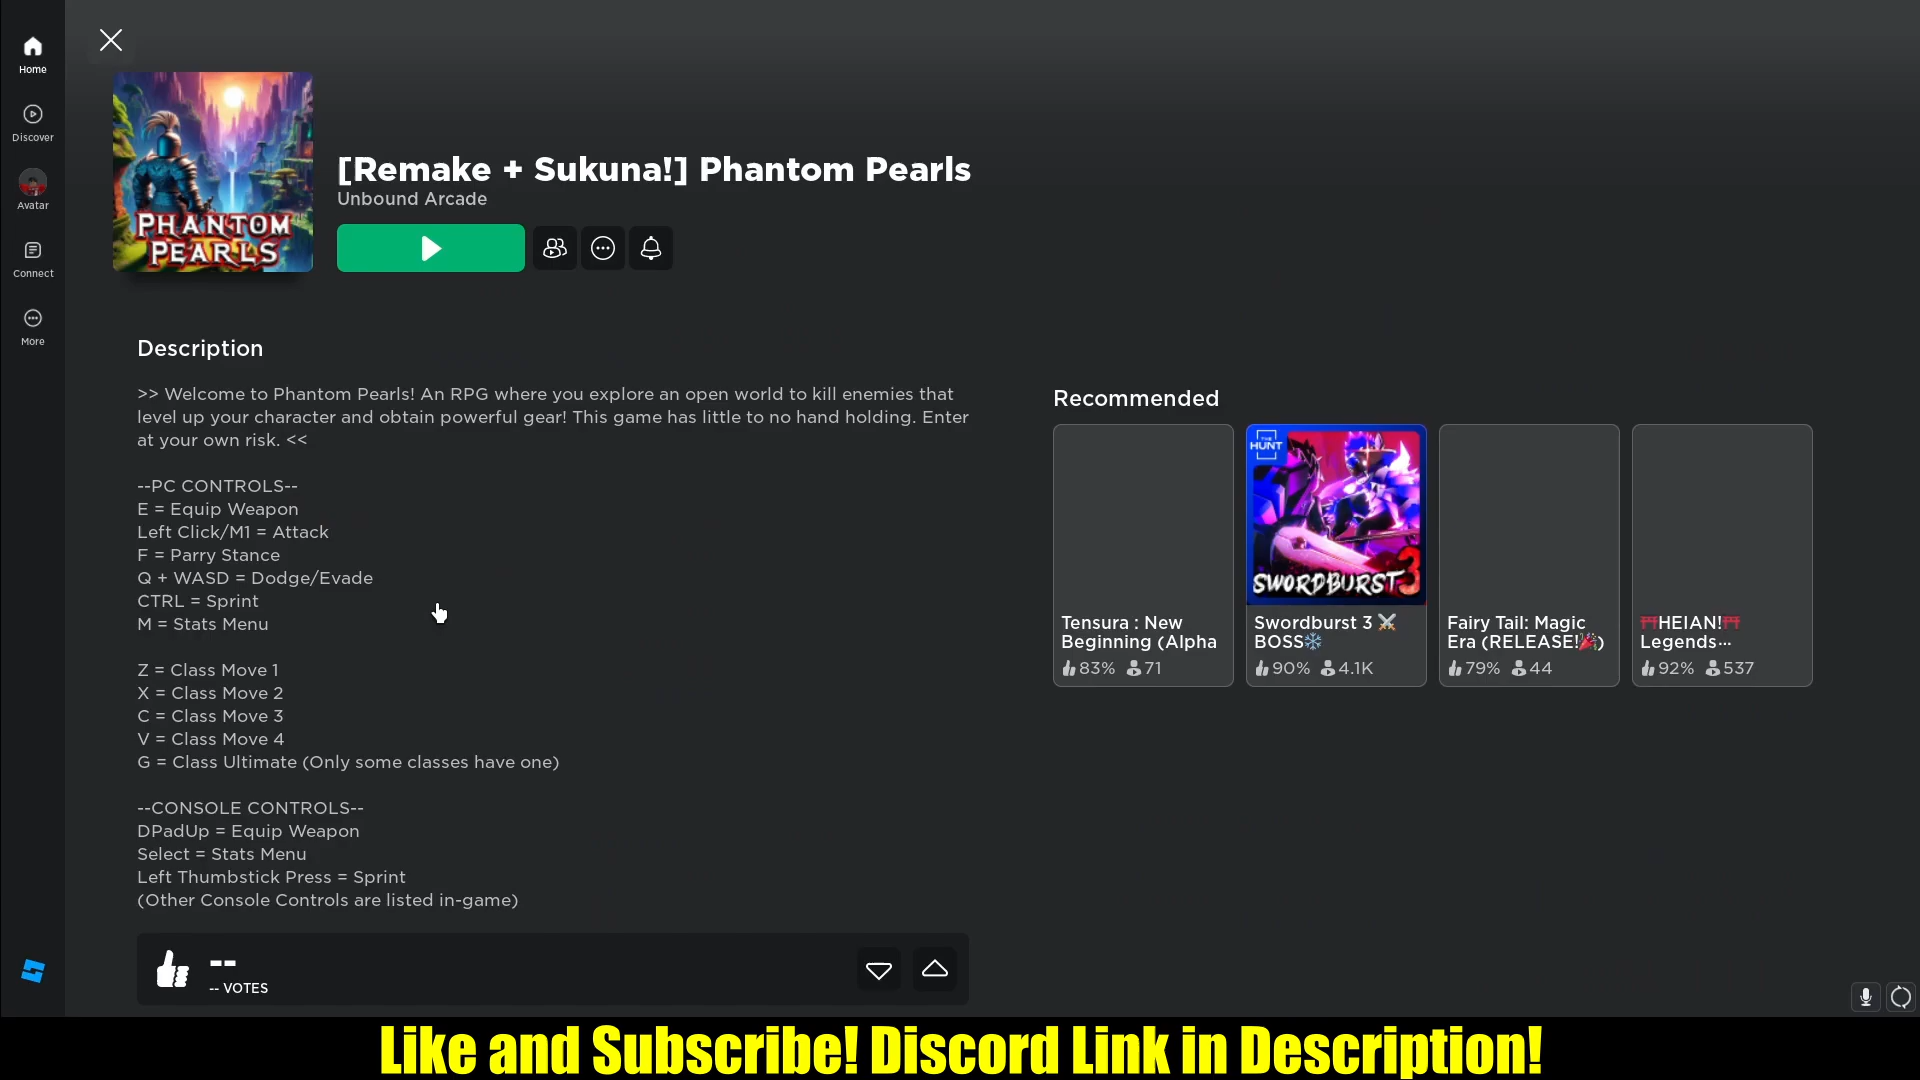 Home
Discover
Avatar
Connect
More
PHANTOM
PEARLS
[Remake + Sukuna!] Phantom Pearls
Unbound Arcade
Description
>> Welcome to Phantom Pearls! An RPG where you explore an open world to kill enemies that
level up your character and obtain powerful gear! This game has little to no hand holding. Enter
at your own risk. <<
--PC CONTROLS--
E = Equip Weapon
Left Click/M1 = Attack
F = Parry Stance
Q + WASD = Dodge/Evade
CTRL = Sprint
M = Stats Menu
Z = Class Move 1
X = Class Move 2
C = Class Move 3
V = Class Move 4
G = Class Ultimate (Only some classes have one)
--CONSOLE CONTROLS--
DPadUp = Equip Weapon
Select = Stats Menu
Left Thumbstick Press = Sprint
(Other Console Controls are listed in-game)
--
-- VOTES
Recommended
Tensura : New
Beginning (Alpha
83% 71
THE
HUNT
SWORDBURST 3
Swordburst 3 ⚔️
BOSS❄️
90% 4.1K
Fairy Tail: Magic
Era (RELEASE!🎉)
79% 44
⛩️HEIAN!⛩️
Legends...
92% 537
Like and Subscribe! Discord Link in Description!